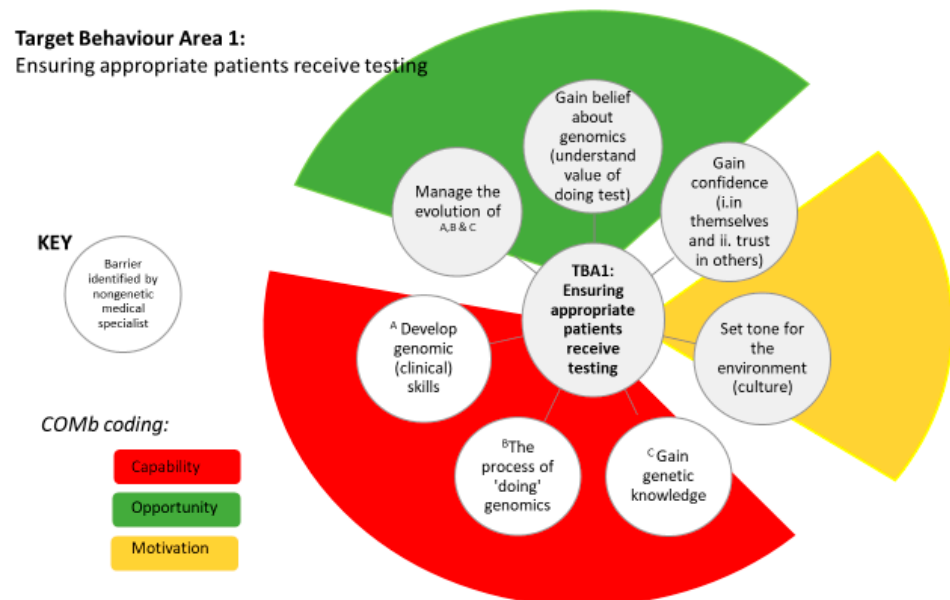 Target Behaviour Area 1:
Ensuring appropriate patients receive testing
KEY
Barrier
identified by
nongenetic
medical
specialist
COMb coding:
Capability
Opportunity
Motivation
Gain belief
about
genomics
(understand
value of
doing test)
Manage the
evolution of
A,B & C
Gain
confidence
(i.in
themselves
and ii. trust
in others)
TBA1:
Ensuring
appropriate
patients
receive
testing
A Develop
genomic
(clinical)
skills
Set tone for
the
environment
(culture)
BThe
process of
'doing'
genomics
C Gain
genetic
knowledge